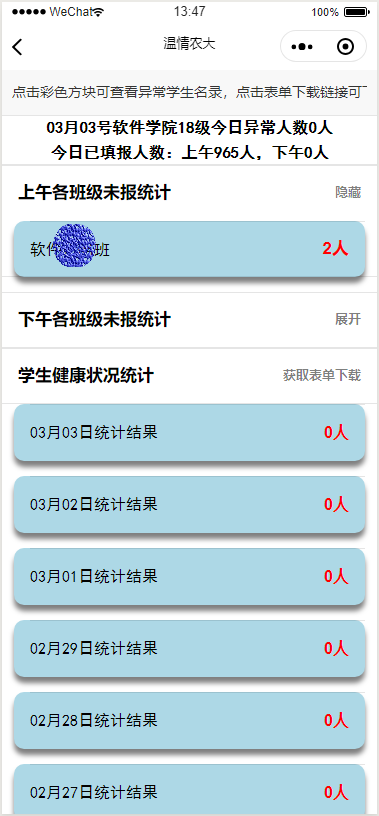 WeChat
13:47
100%
温情农大
点击彩色方块可查看异常学生名录，点击表单下载链接可
03月03号软件学院18级今日异常人数0人
今日已填报人数：上午965人，下午0人
上午各班级未报统计 隐藏
软件 班 2人
下午各班级未报统计 展开
学生健康状况统计 获取表单下载
03月03日统计结果 0人
03月02日统计结果 0人
03月01日统计结果 0人
02月29日统计结果 0人
02月28日统计结果 0人
02月27日统计结果 0人